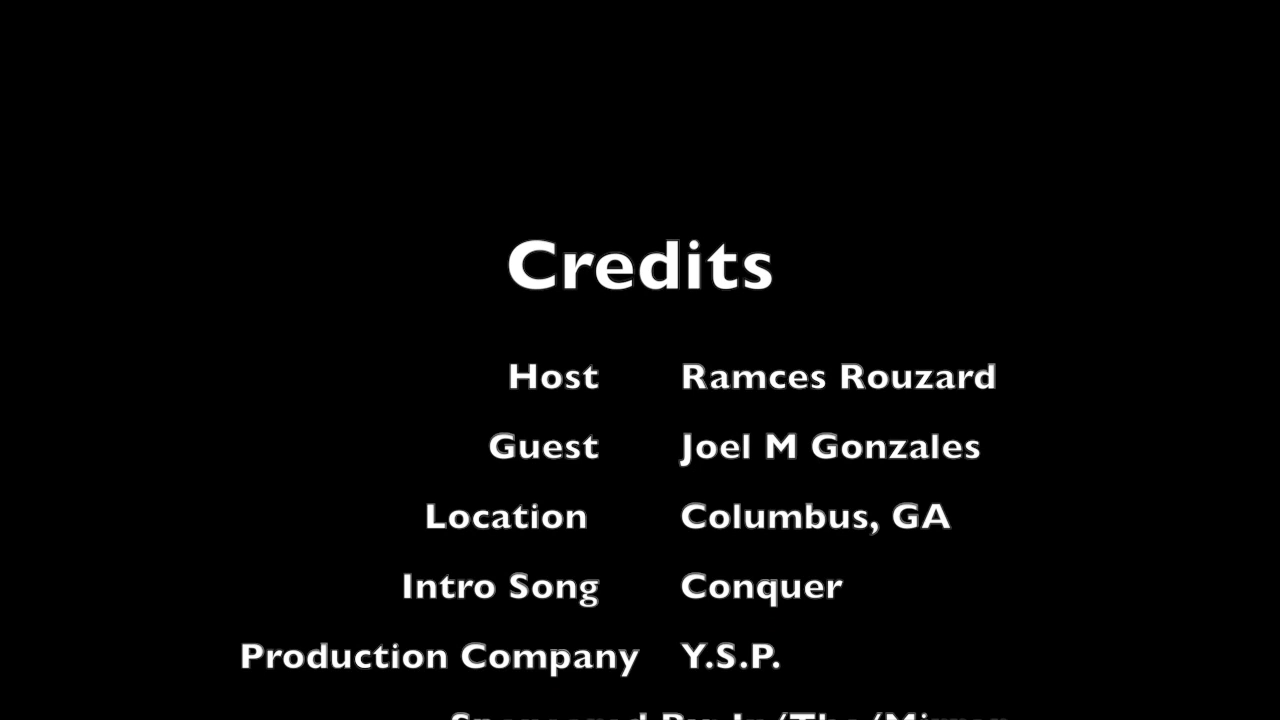 Credits
Host Ramces Rouzard
Guest Joel M Gonzales
Location Columbus, GA
Intro Song Conquer
Production Company Y.S.P.